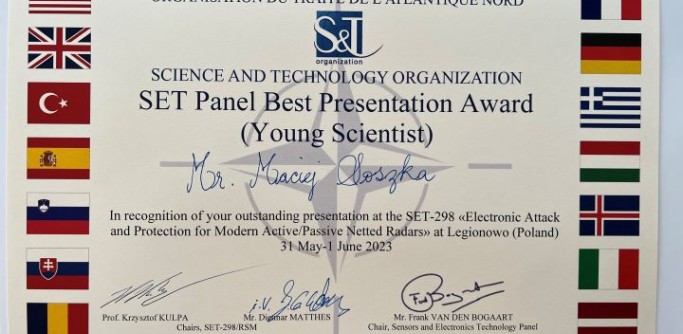 ORGANISATION DU TRAITÉ DE L'ATLANTIQUE NORD
S&T
organization
SCIENCE AND TECHNOLOGY ORGANIZATION
SET Panel Best Presentation Award
(Young Scientist)
Mr. Maciej Soszka
In recognition of your outstanding presentation at the SET-298 «Electronic Attack
and Protection for Modern Active/Passive Netted Radars» at Legionowo (Poland)
31 May-1 June 2023
i.V.
Prof. Krzysztof KULPA
Mr. Dietmar MATTHES
Mr. Frank VAN DEN BOGAART
Chairs, SET-298/RSM
Chair, Sensors and Electronics Technology Panel